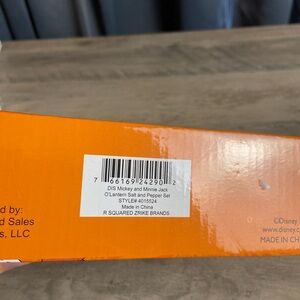 7 66169 24290 2
DIS Mickey and Minnie Jack
O'Lantern Salt and Pepper Set
STYLE# 4015524
Made in China
R SQUARED ZRIKE BRANDS
d by:
d Sales
s, LLC
©Disney
www.disney.c
MADE IN CH